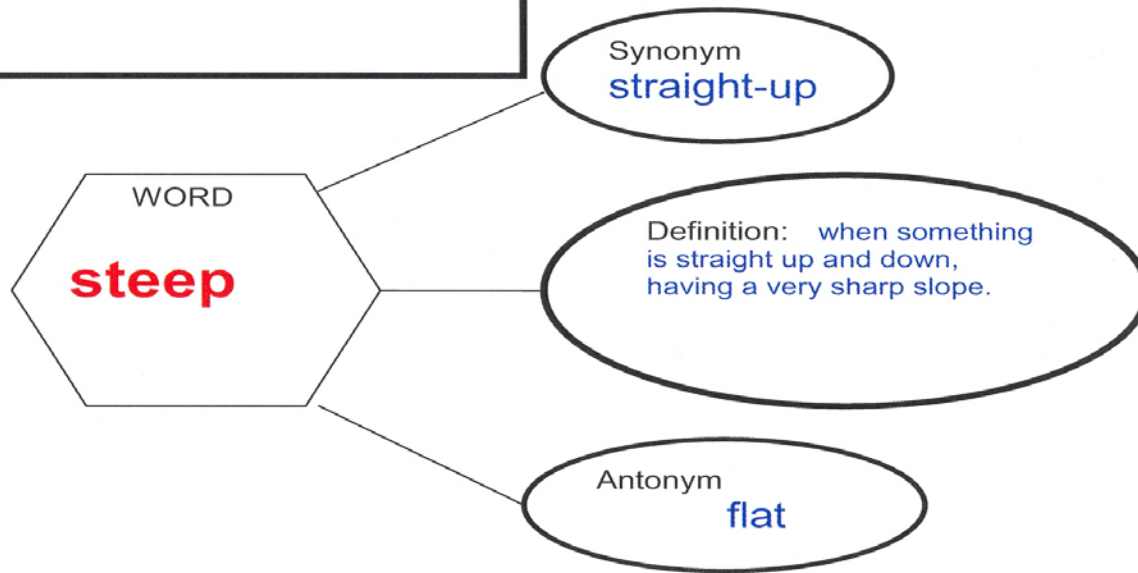 Synonym
straight-up
WORD
steep
Definition: when something
is straight up and down,
having a very sharp slope.
Antonym
flat